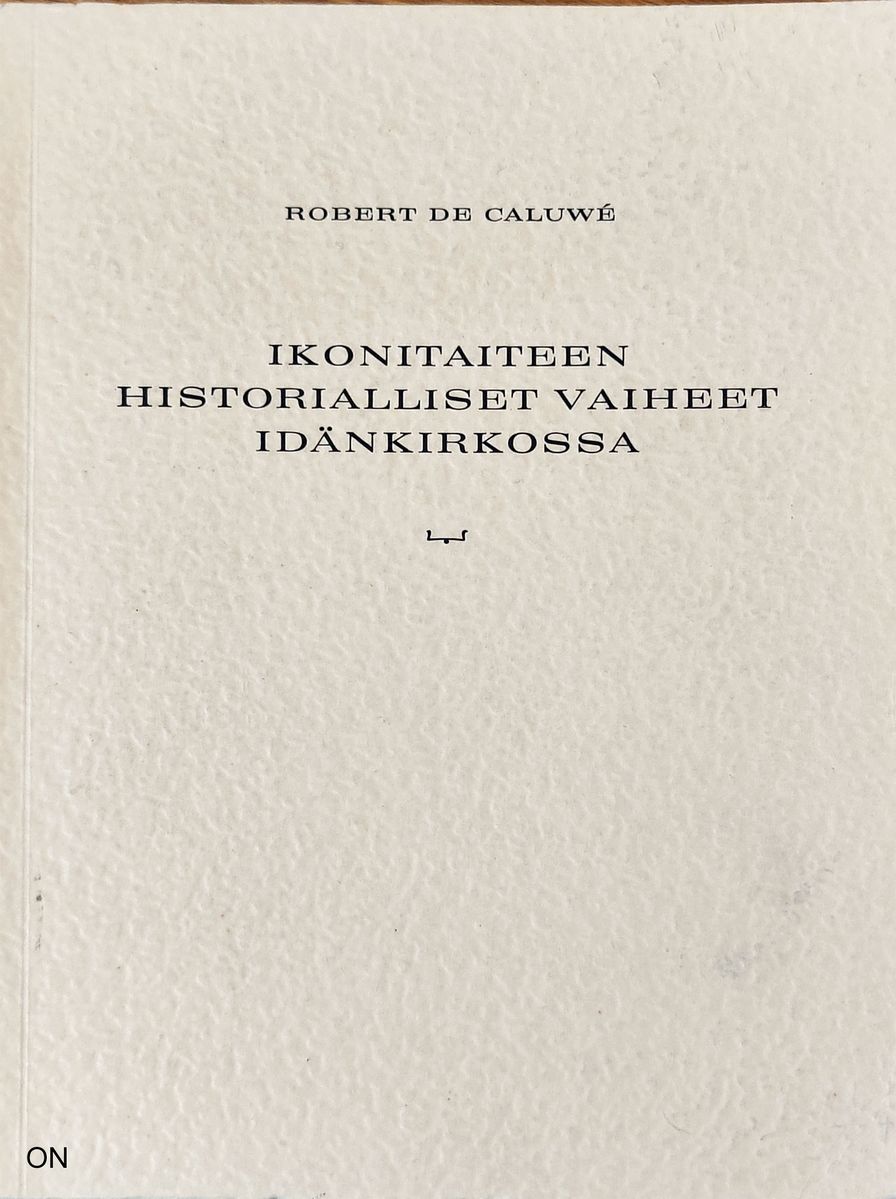 ROBERT DE CALUWÉ
IKONITAITEEN
HISTORIALLISET VAIHEET
IDÄNKIRKOSSA
ON